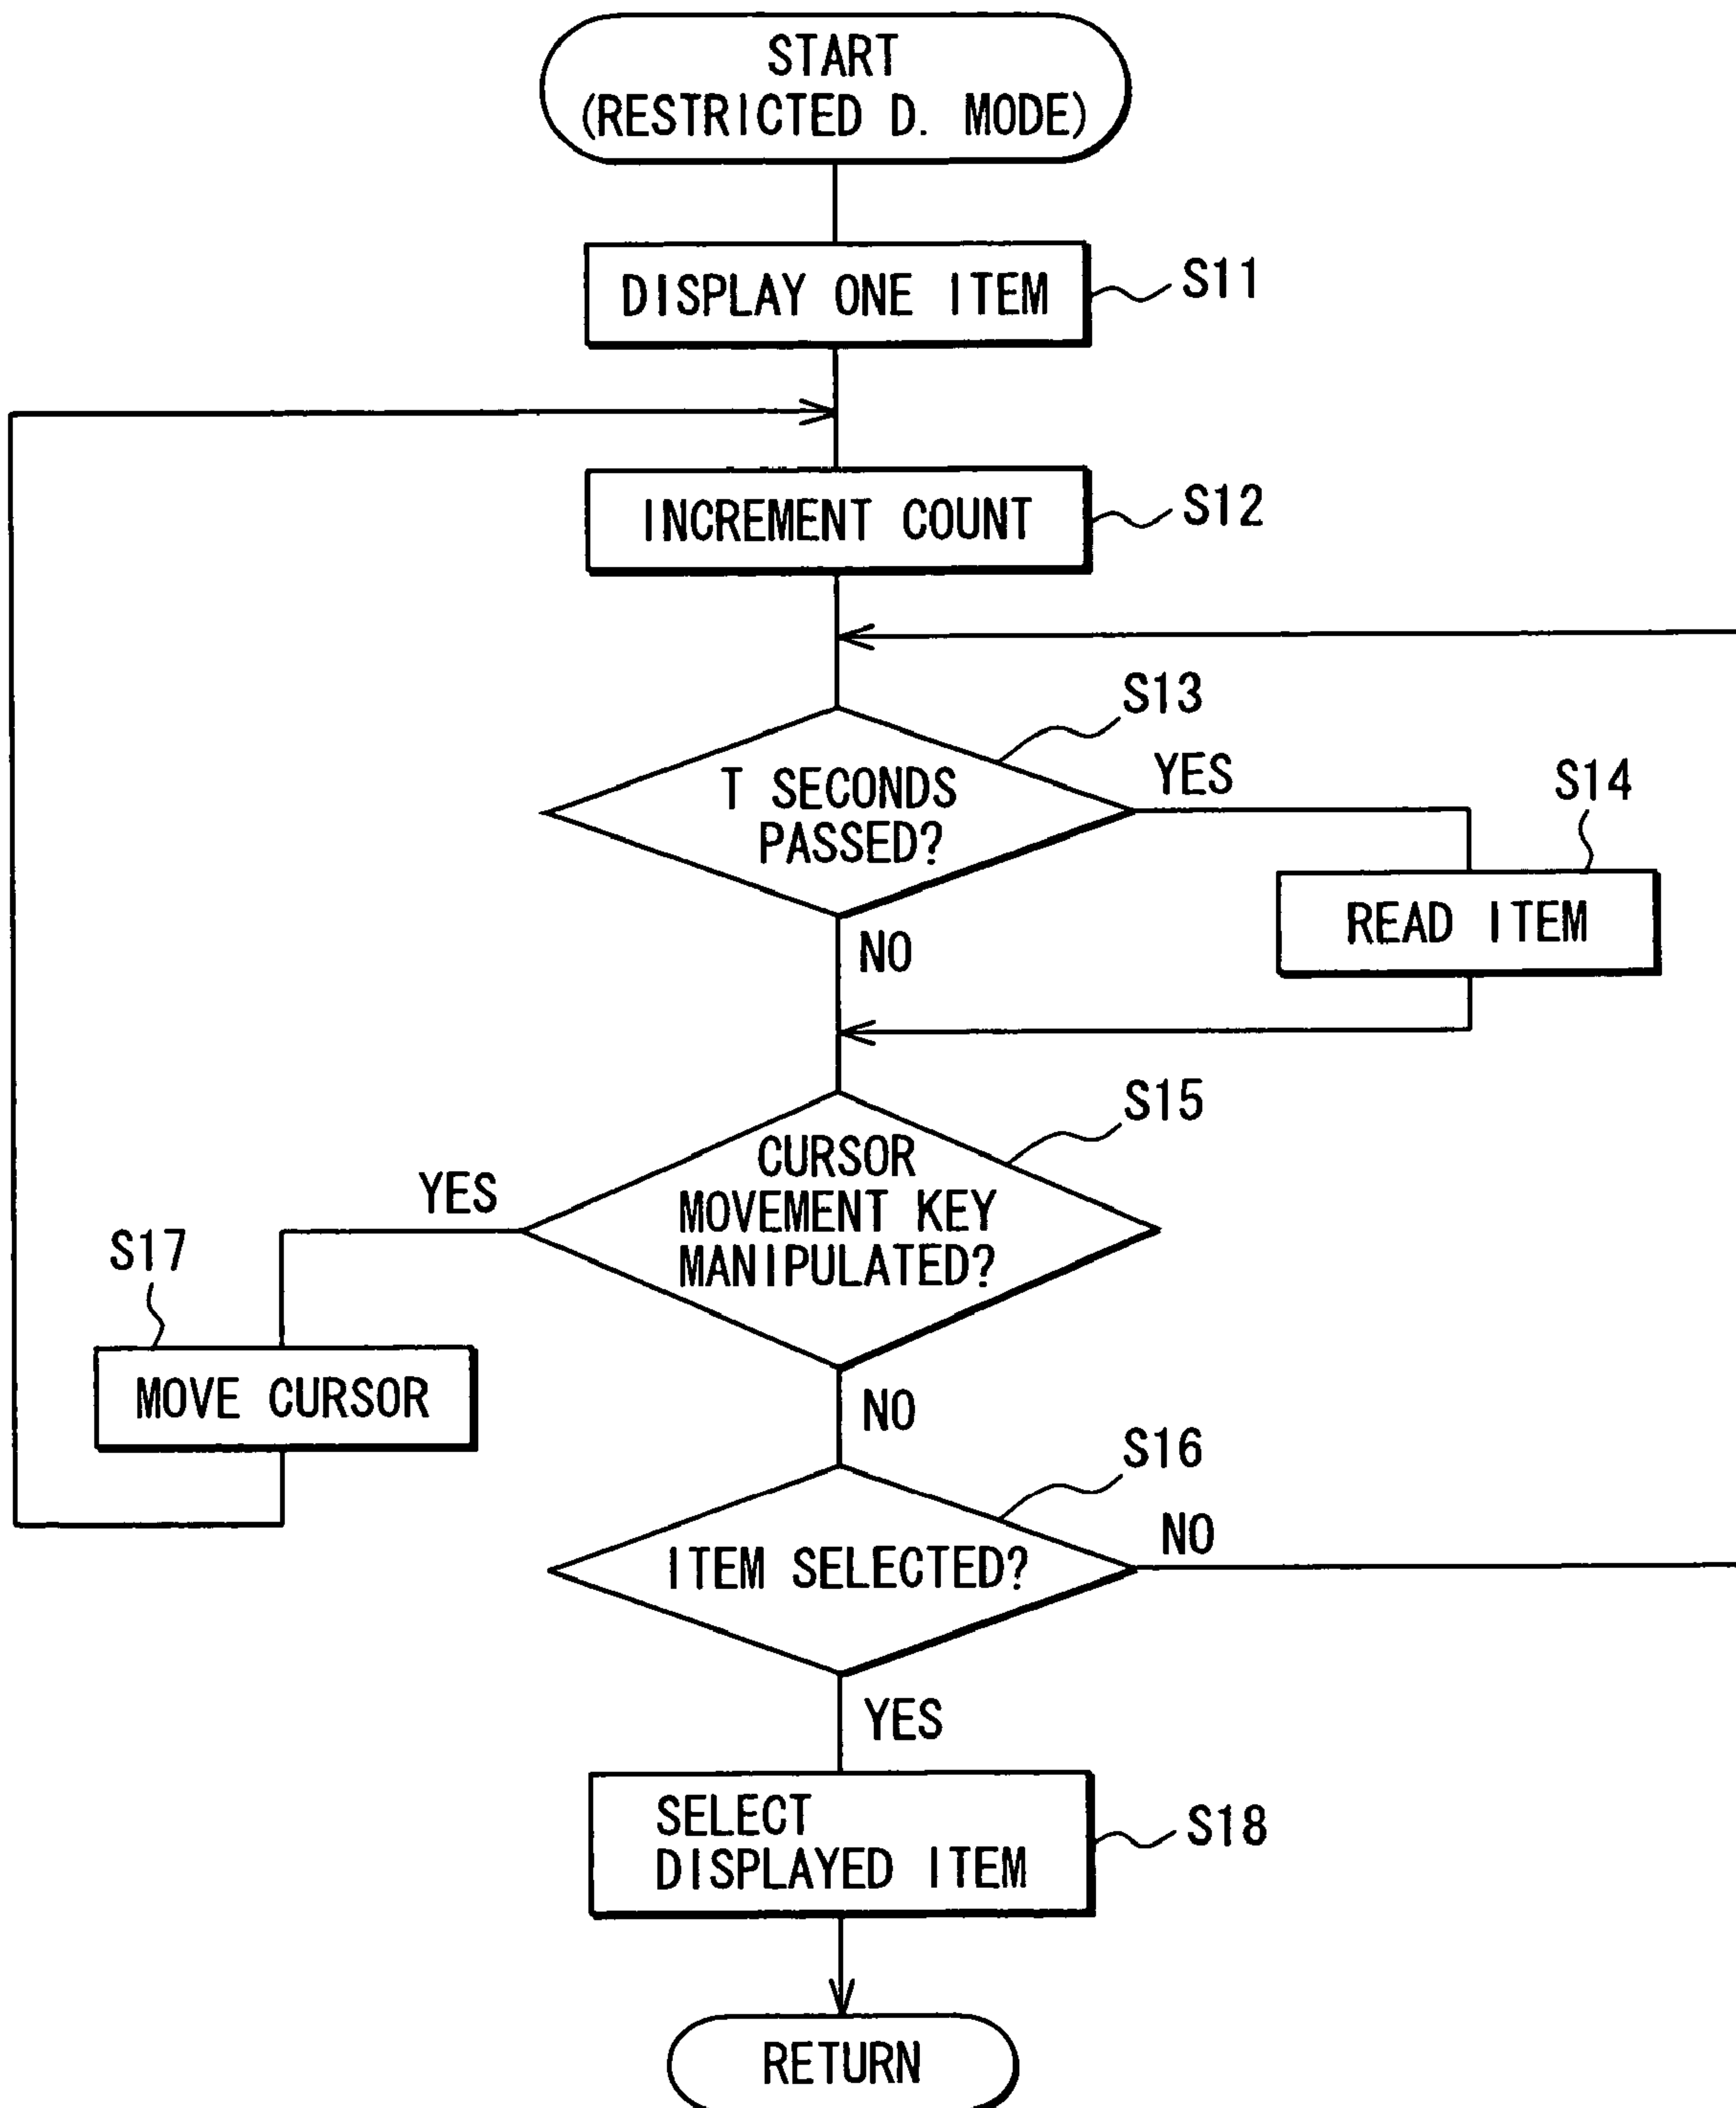 START
(RESTRICTED D. MODE)
DISPLAY ONE ITEM
S11
INCREMENT COUNT
S12
S13
T SECONDS
PASSED?
YES
S14
READ ITEM
NO
S15
CURSOR
MOVEMENT KEY
MANIPULATED?
YES
S17
MOVE CURSOR
NO
S16
ITEM SELECTED?
NO
YES
SELECT
DISPLAYED ITEM
S18
RETURN